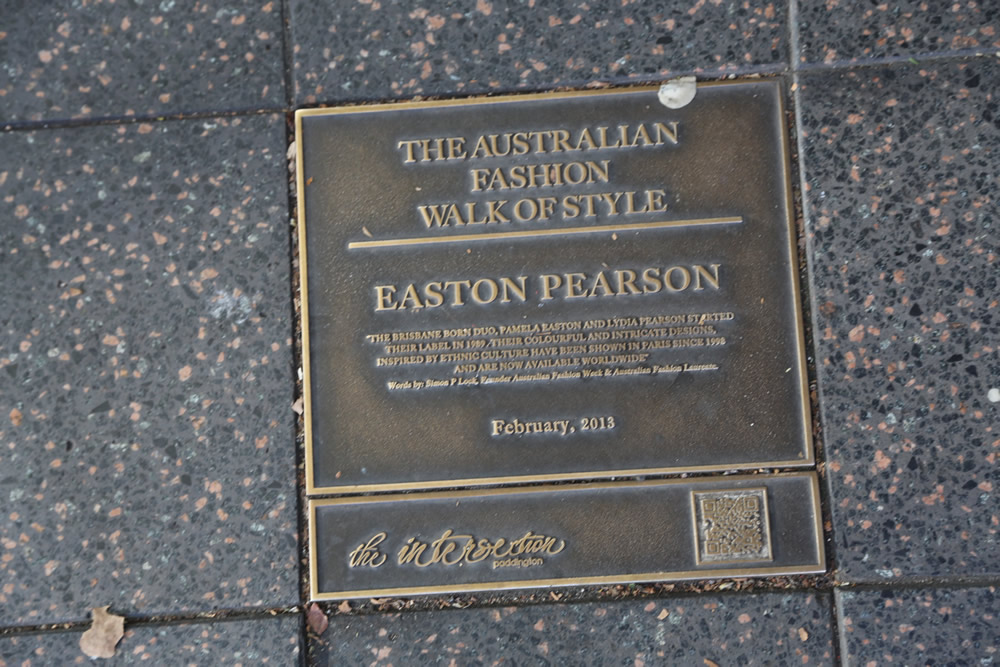 THE AUSTRALIAN
FASHION
WALK OF STYLE
EASTON PEARSON
"THE BRISBANE BORN DUO, PAMELA EASTON AND LYDIA PEARSON STARTED
THEIR LABEL IN 1989. THEIR COLOURFUL AND INTRICATE DESIGNS,
INSPIRED BY ETHNIC CULTURE HAVE BEEN SHOWN IN PARIS SINCE 1998
AND ARE NOW AVAILABLE WORLDWIDE"
Words by: Simon P Lock, Founder Australian Fashion Week & Australian Fashion Laureate.
February, 2013
the intersection
paddington